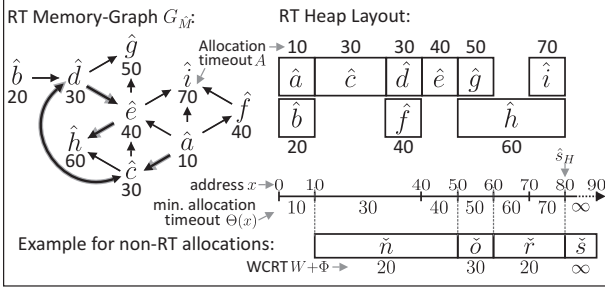 RT Memory-Graph G_M̂:
b̂ 20
d̂ 30
ĝ 50
ê 40
î 70
f̂ 40
ĥ 60
ĉ 30
â 10
RT Heap Layout:
Allocation timeout A
10 30 30 40 50 70
â ĉ d̂ ê ĝ î
b̂ f̂ ĥ
20 40 60
ŝ_H
address x
0 10 40 50 60 70 80 90
min. allocation timeout Θ(x)
10 30 40 50 60 70 ∞
Example for non-RT allocations:
ň ǒ ř š
WCRT W+Φ
20 30 20 ∞